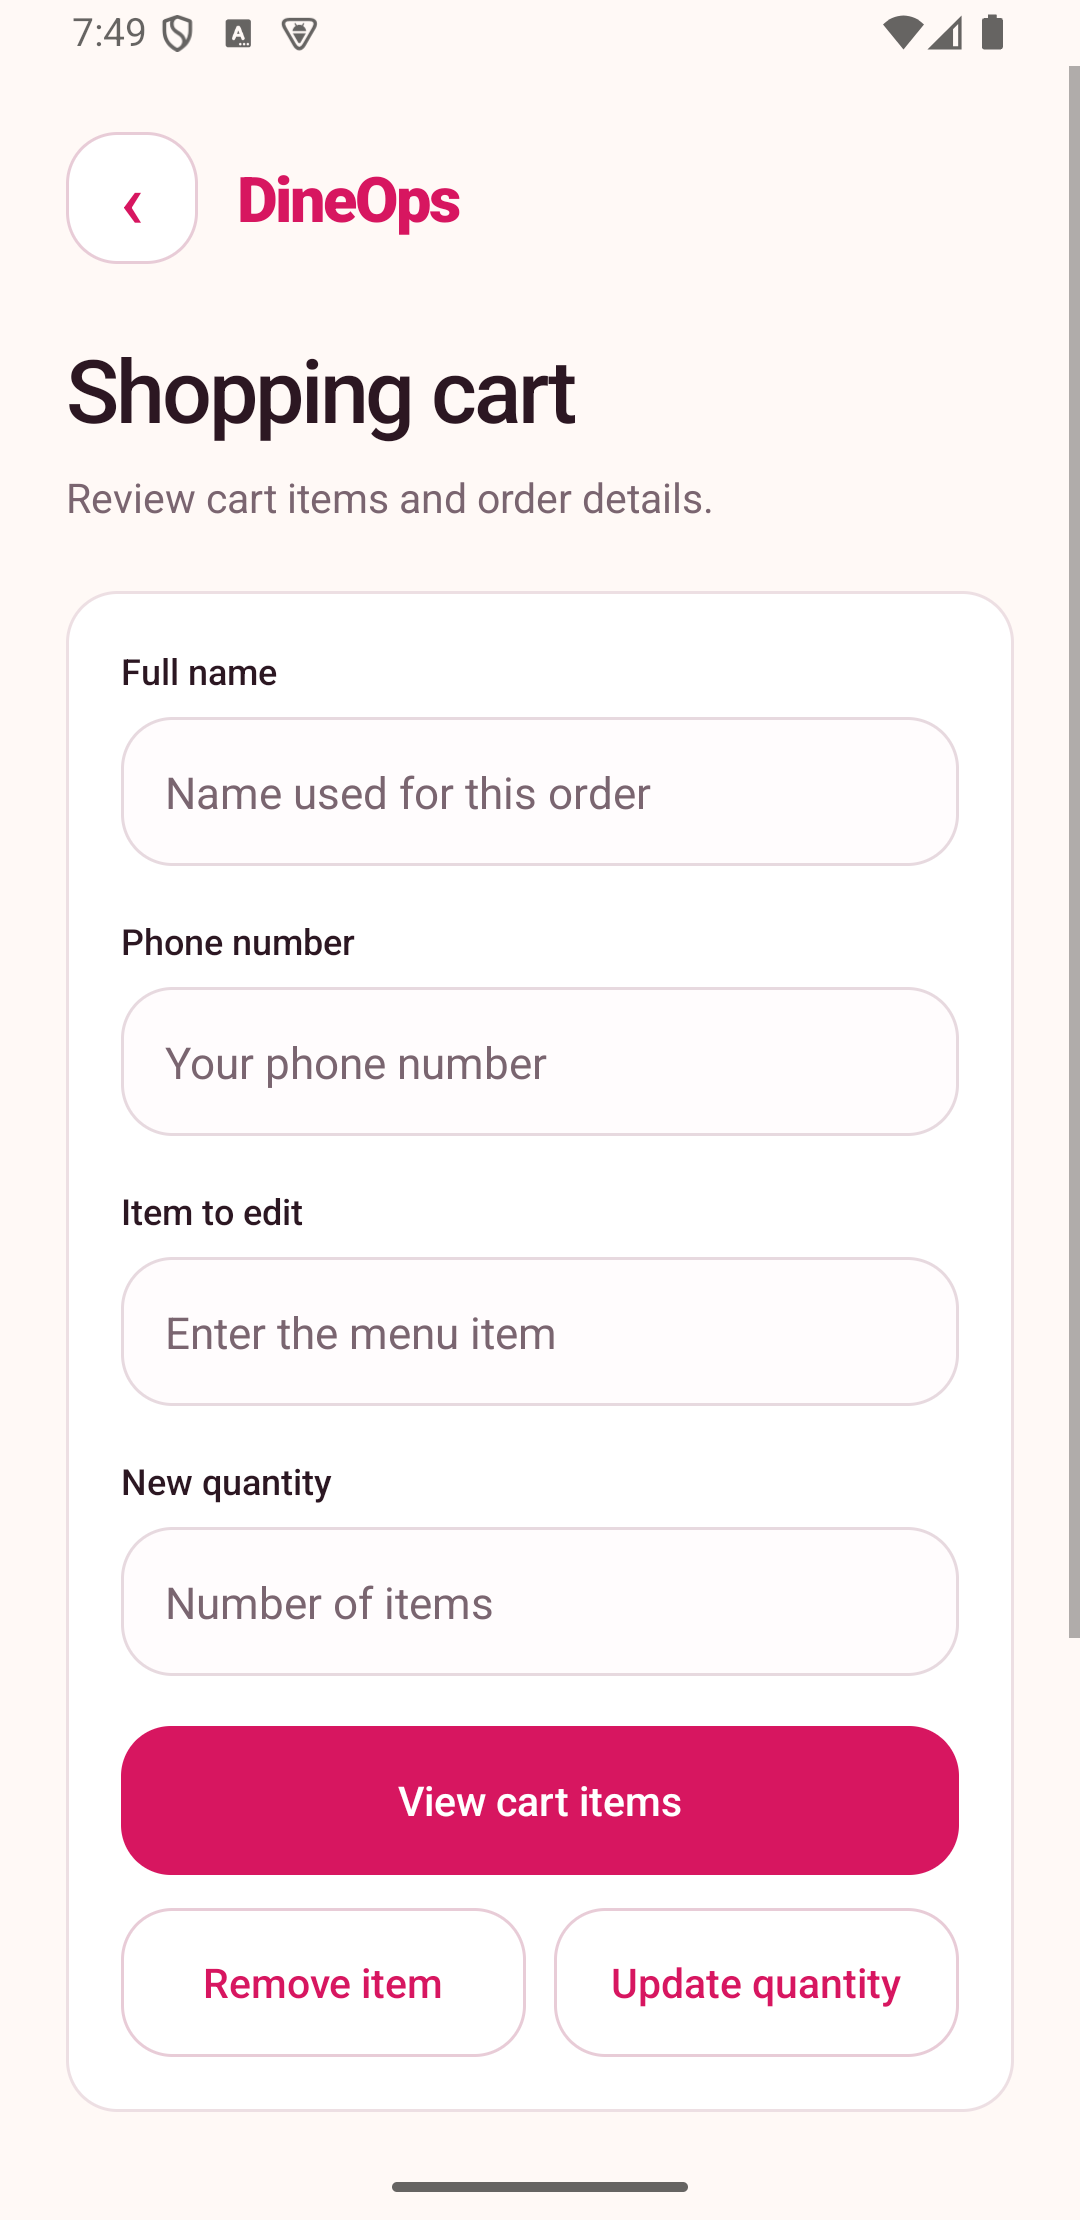 7:49
‹
DineOps
Shopping cart
Review cart items and order details.
Full name
Name used for this order
Phone number
Your phone number
Item to edit
Enter the menu item
New quantity
Number of items
View cart items
Remove item
Update quantity